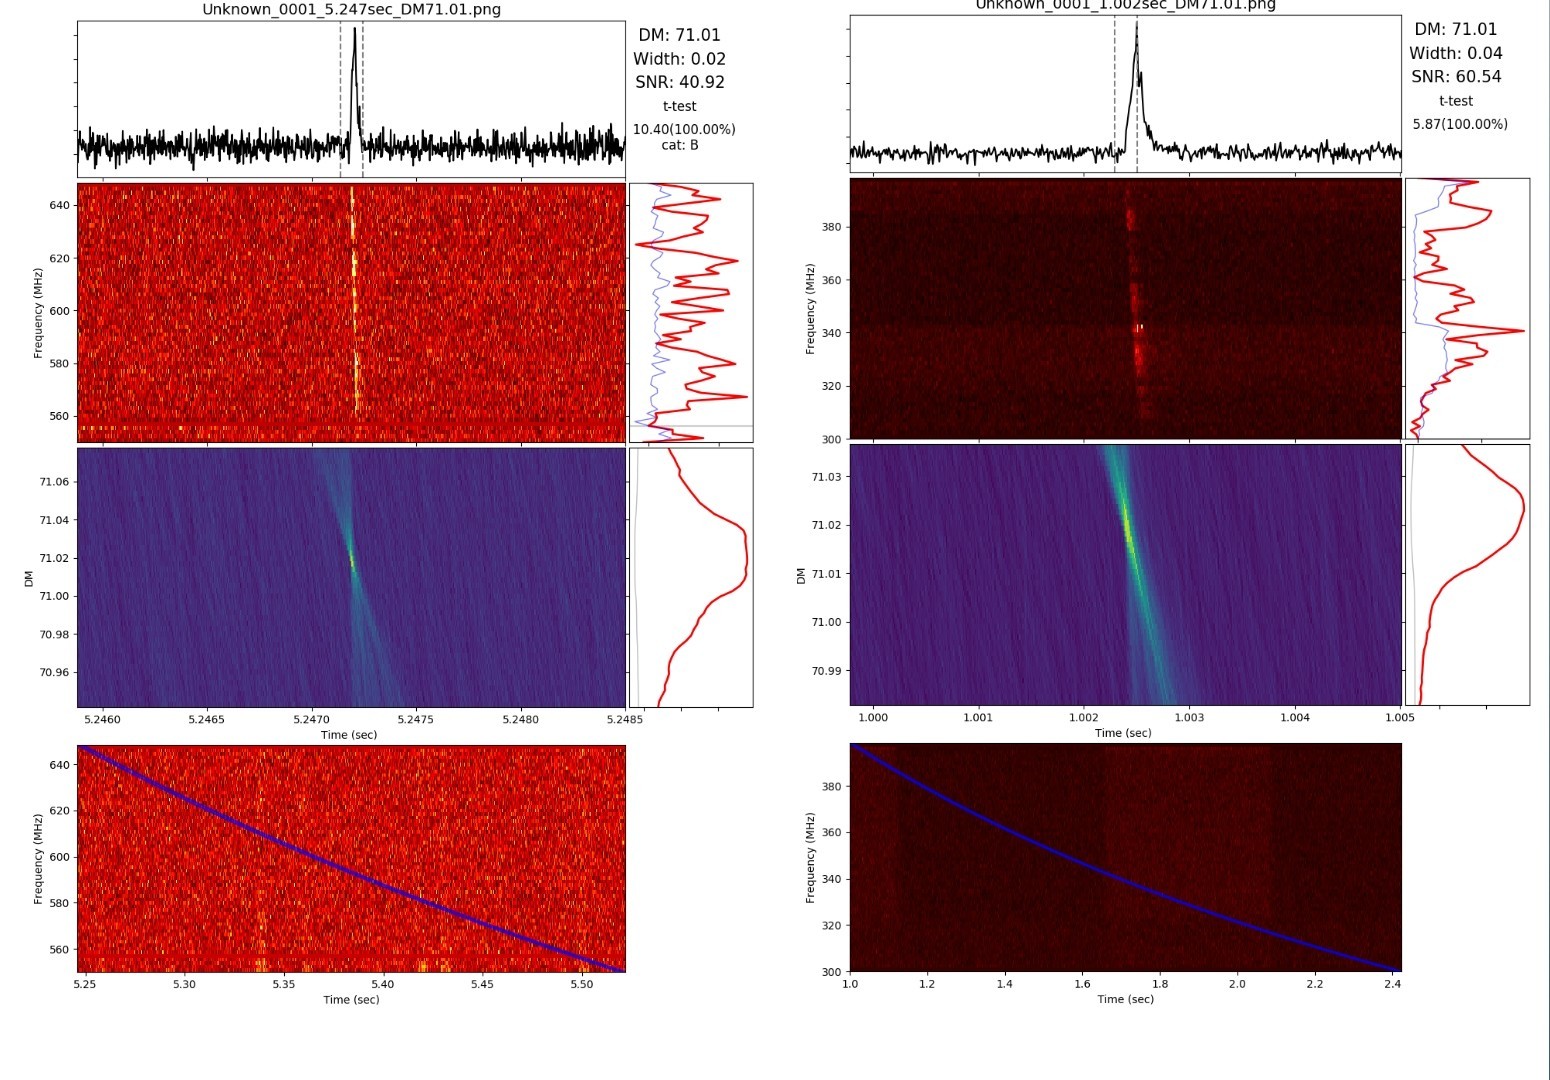 Unknown_0001_5.247sec_DM71.01.png
DM: 71.01
Width: 0.02
SNR: 40.92
t-test
10.40(100.00%)
cat: B
Frequency (MHz)
640
620
600
580
560
DM
71.06
71.04
71.02
71.00
70.98
70.96
5.2460 5.2465 5.2470 5.2475 5.2480 5.2485
Time (sec)
Frequency (MHz)
640
620
600
580
560
5.25 5.30 5.35 5.40 5.45 5.50
Time (sec)
Unknown_0001_1.002sec_DM71.01.png
DM: 71.01
Width: 0.04
SNR: 60.54
t-test
5.87(100.00%)
Frequency (MHz)
380
360
340
320
300
DM
71.03
71.02
71.01
71.00
70.99
1.000 1.001 1.002 1.003 1.004 1.005
Time (sec)
Frequency (MHz)
380
360
340
320
300
1.0 1.2 1.4 1.6 1.8 2.0 2.2 2.4
Time (sec)